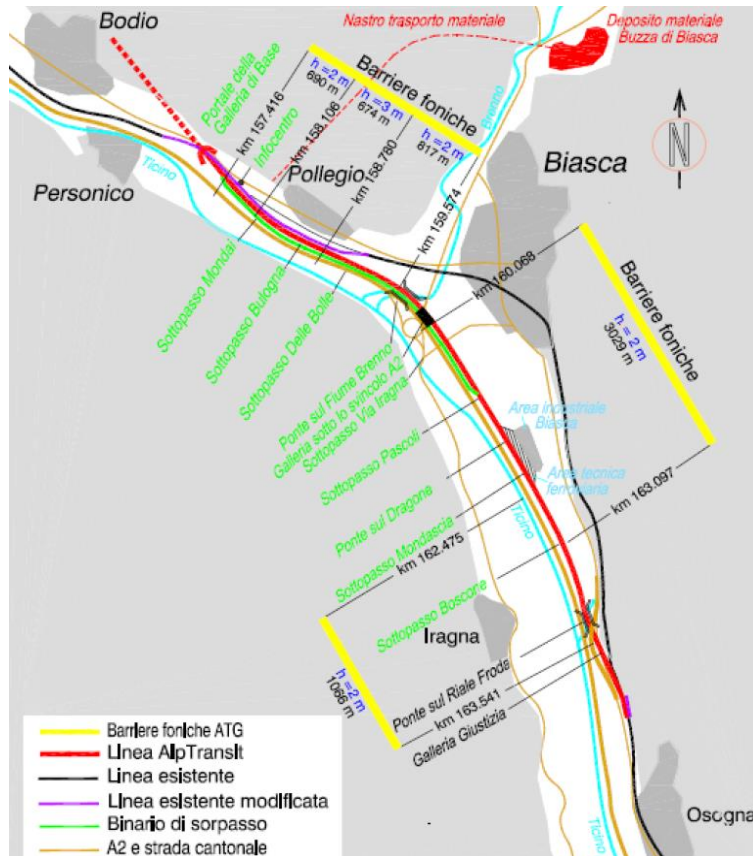 Bodio
Nastro trasporto materiale
Deposito materiale
Buzza di Biasca
Portale della
Galleria di Base
km 157.416
Infocentro
km 158.106
km 158.780
Barriere foniche
h =2 m
690 m
h =3 m
674 m
h =2 m
817 m
Brenno
N
Biasca
Pollegio
Personico
Ticino
km 159.574
km 160.068
Barriere foniche
h = 2 m
3029 m
Sottopasso Mondai
Sottopasso Bulogna
Sottopasso Delle Bolle
Ponte sul Fiume Brenno
Galleria sotto lo svincolo A2
Sottopasso Via Iragna
Sottopasso Pascoli
Area industriale
Biasca
Area tecnica
ferroviaria
Ponte sul Dragone
Sottopasso Mondascia
km 162.475
km 163.097
Ticino
Sottopasso Boscone
Iragna
h =2 m
1066 m
Ponte sul Riale Froda
km 163.541
Galleria Giustizia
Osogna
Ticino
Barriere foniche ATG
Linea AlpTransit
Linea esistente
Linea esistente modificata
Binario di sorpasso
A2 e strada cantonale